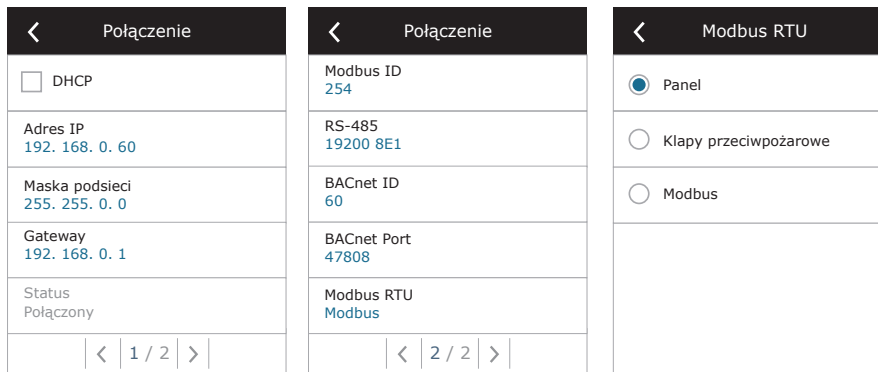 Połączenie
DHCP
Adres IP
192. 168. 0. 60
Maska podsieci
255. 255. 0. 0
Gateway
192. 168. 0. 1
Status
Połączony
1 / 2
Połączenie
Modbus ID
254
RS-485
19200 8E1
BACnet ID
60
BACnet Port
47808
Modbus RTU
Modbus
2 / 2
Modbus RTU
Panel
Klapy przeciwpożarowe
Modbus